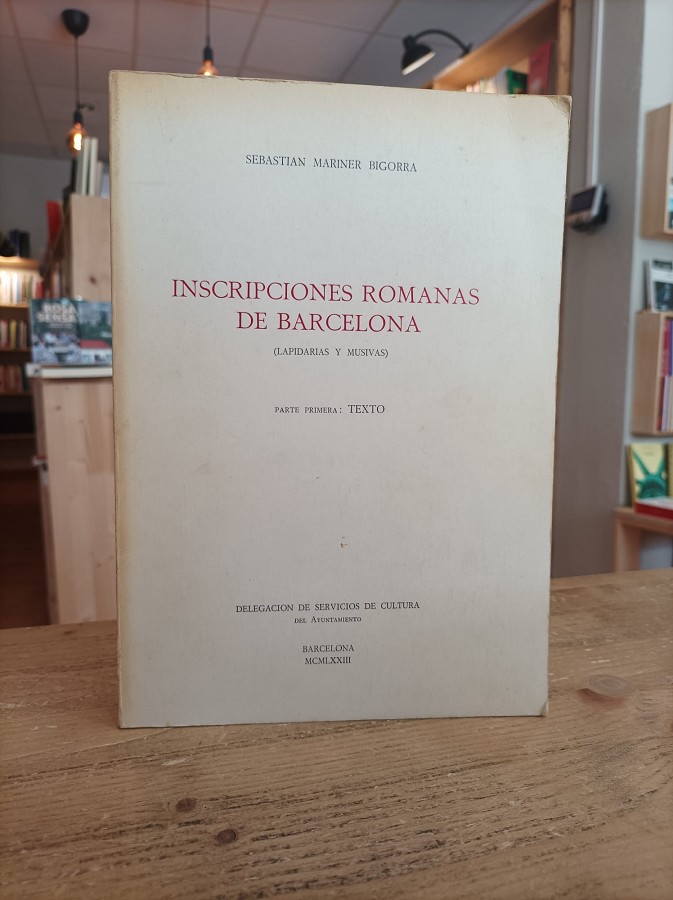 SEBASTIAN MARINER BIGORRA
INSCRIPCIONES ROMANAS
DE BARCELONA
(LAPIDARIAS Y MUSIVAS)
PARTE PRIMERA: TEXTO
DELEGACION DE SERVICIOS DE CULTURA
DEL AYUNTAMIENTO
BARCELONA
MCMLXXIII